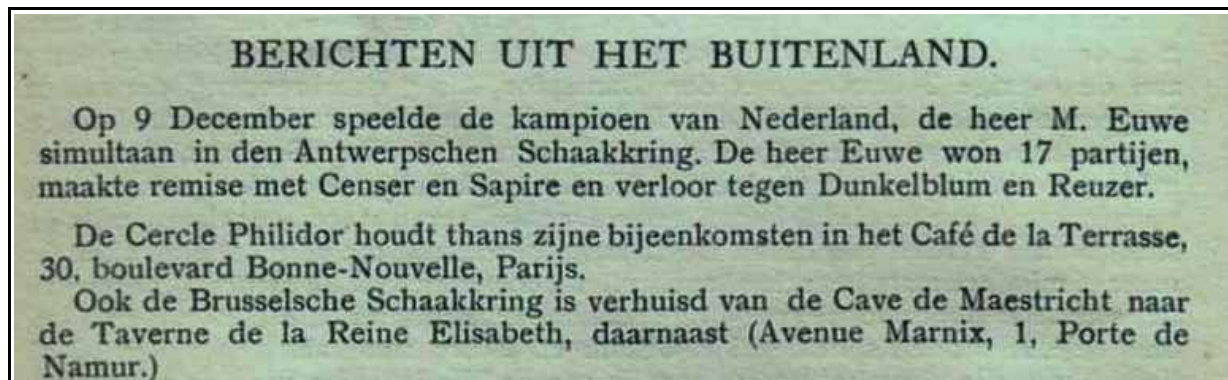 BERICHTEN UIT HET BUITENLAND.
Op 9 December speelde de kampioen van Nederland, de heer M. Euwe
simultaan in den Antwerpschen Schaakkring. De heer Euwe won 17 partijen,
maakte remise met Censer en Sapire en verloor tegen Dunkelblum en Reuzer.
De Cercle Philidor houdt thans zijne bijeenkomsten in het Café de la Terrasse,
30, boulevard Bonne-Nouvelle, Parijs.
Ook de Brusselsche Schaakkring is verhuisd van de Cave de Maestricht naar
de Taverne de la Reine Elisabeth, daarnaast (Avenue Marnix, 1, Porte de
Namur.)